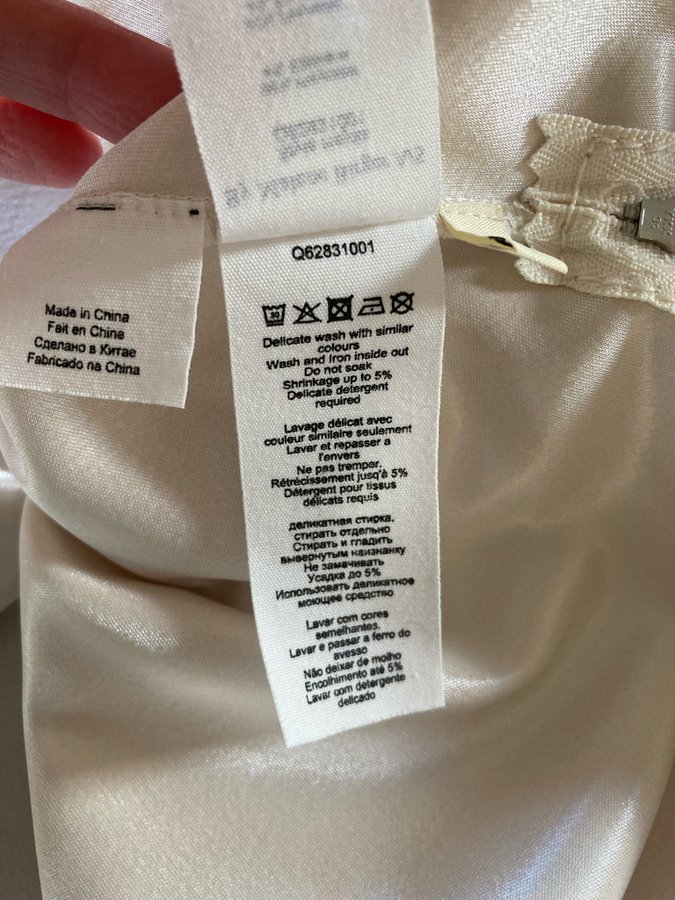 Q62831001
30
Delicate wash with similar
colours
Wash and iron inside out
Do not soak
Shrinkage up to 5%
Delicate detergent
required
Lavage délicat avec
couleur similaire seulement
Laver et repasser a
l'envers
Ne pas tremper.
Rétrécissement jusqu'à 5%
Détergent pour tissus
délicats requis
деликатная стирка,
стирать отдельно
Стирать и гладить
вывернутым наизнанку
Не замачивать
Усадка до 5%
Использовать деликатное
моющее средство
Lavar com cores
semelhantes.
Lavar e passar a ferro do
avesso
Não deixar de molho
Encolhimento até 5%
Lavar com detergente
delicado
Made in China
Fait en China
Сделано в Китае
Fabricado na China